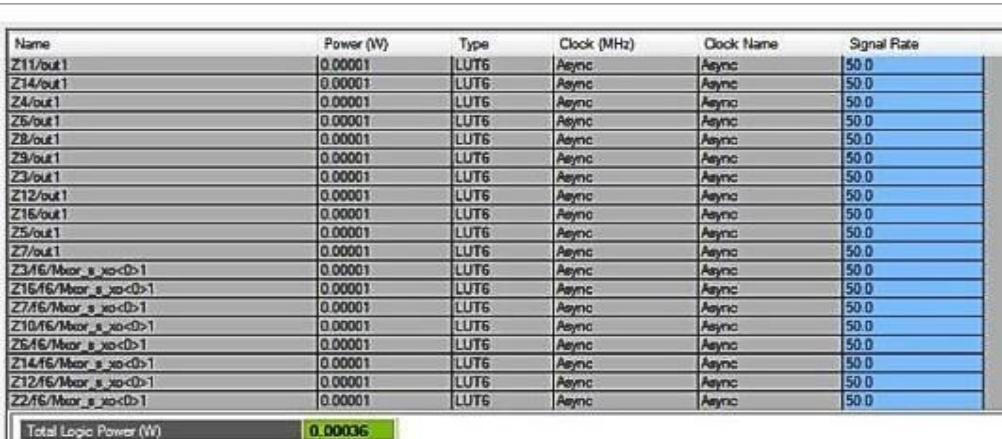 Name Power (W) Type Clock (MHz) Clock Name Signal Rate
Z11/out1 0.00001 LUT6 Async Async 50.0
Z14/out1 0.00001 LUT6 Async Async 50.0
Z4/out1 0.00001 LUT6 Async Async 50.0
Z6/out1 0.00001 LUT6 Async Async 50.0
Z8/out1 0.00001 LUT6 Async Async 50.0
Z9/out1 0.00001 LUT6 Async Async 50.0
Z3/out1 0.00001 LUT6 Async Async 50.0
Z12/out1 0.00001 LUT6 Async Async 50.0
Z16/out1 0.00001 LUT6 Async Async 50.0
Z5/out1 0.00001 LUT6 Async Async 50.0
Z7/out1 0.00001 LUT6 Async Async 50.0
Z3/f6/Mxor_s_xo<0>1 0.00001 LUT6 Async Async 50.0
Z16/f6/Mxor_s_xo<0>1 0.00001 LUT6 Async Async 50.0
Z7/f6/Mxor_s_xo<0>1 0.00001 LUT6 Async Async 50.0
Z10/f6/Mxor_s_xo<0>1 0.00001 LUT6 Async Async 50.0
Z6/f6/Mxor_s_xo<0>1 0.00001 LUT6 Async Async 50.0
Z14/f6/Mxor_s_xo<0>1 0.00001 LUT6 Async Async 50.0
Z12/f6/Mxor_s_xo<0>1 0.00001 LUT6 Async Async 50.0
Z2/f6/Mxor_s_xo<0>1 0.00001 LUT6 Async Async 50.0
Total Logic Power (W) 0.00036